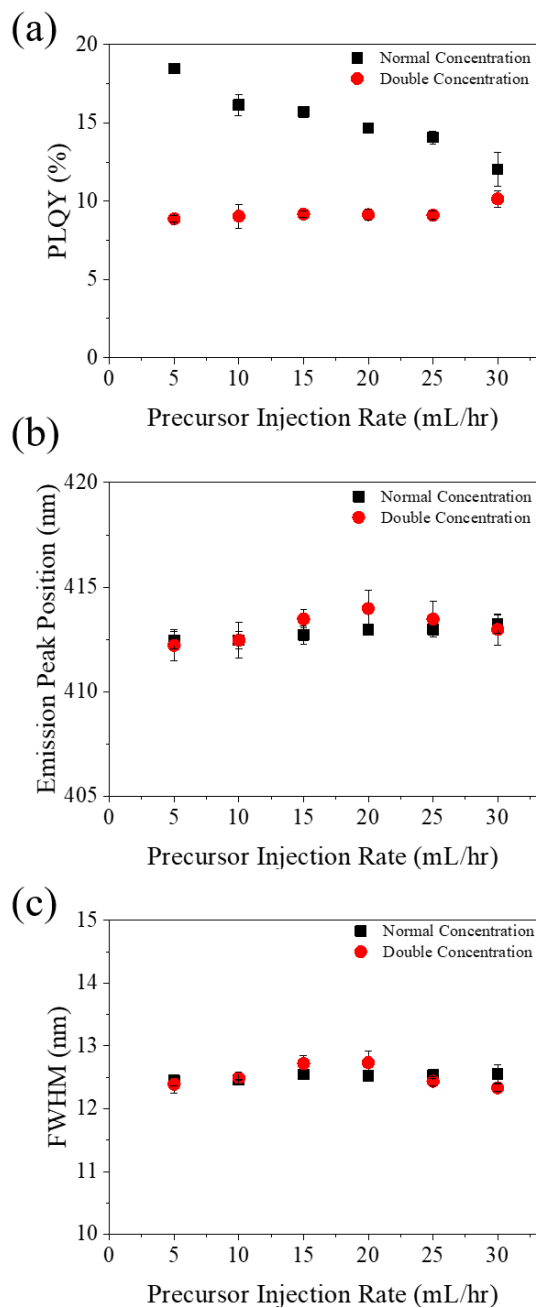 (a)
20
15
10
5
0
PLQY (%)
Normal Concentration
Double Concentration
0 5 10 15 20 25 30
Precursor Injection Rate (mL/hr)
(b)
420
415
410
405
Emission Peak Position (nm)
Normal Concentration
Double Concentration
0 5 10 15 20 25 30
Precursor Injection Rate (mL/hr)
(c)
15
14
13
12
11
10
FWHM (nm)
Normal Concentration
Double Concentration
0 5 10 15 20 25 30
Precursor Injection Rate (mL/hr)